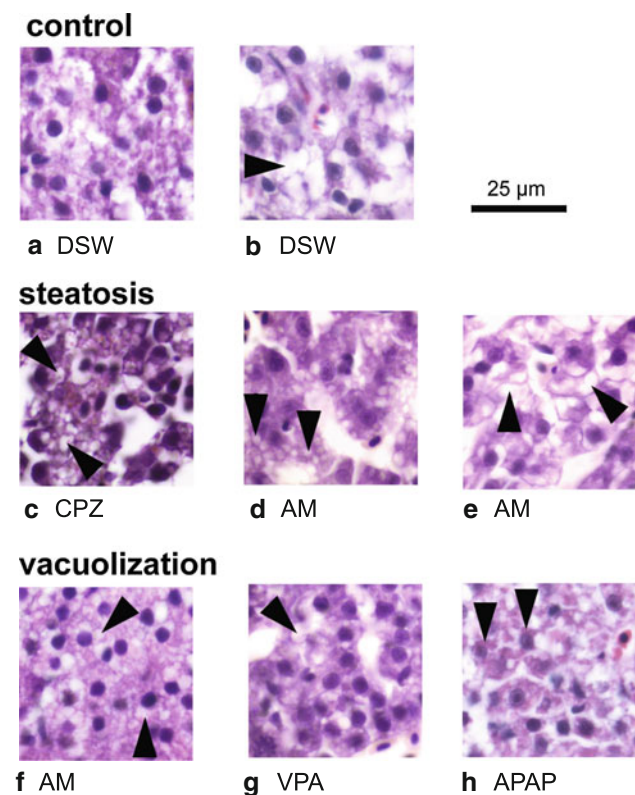 control
25 µm
a DSW
b DSW
steatosis
c CPZ
d AM
e AM
vacuolization
f AM
g VPA
h APAP